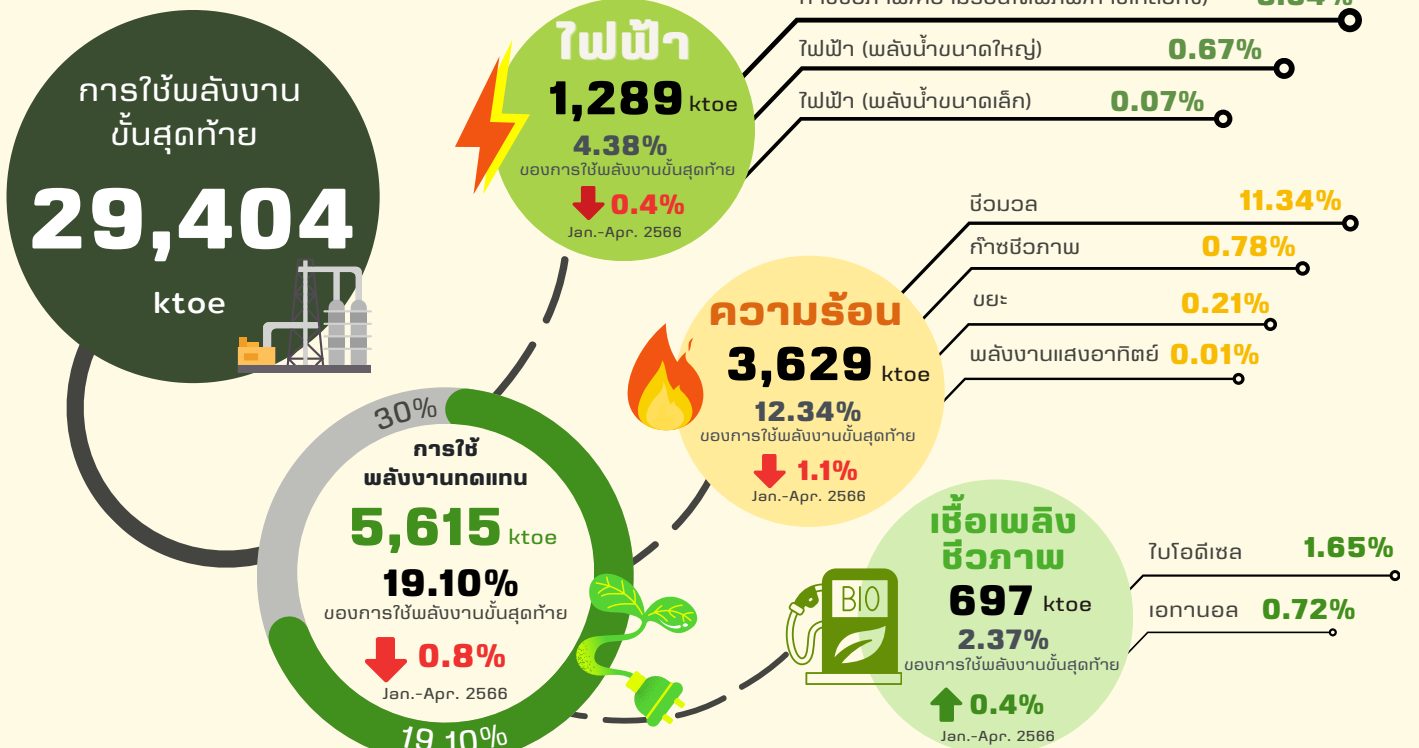 การใช้พลังงาน
ขั้นสุดท้าย
29,404
ktoe
ไฟฟ้า
1,289 ktoe
4.38%
ของการใช้พลังงานขั้นสุดท้าย
0.4%
Jan.-Apr. 2566
ไฟฟ้า (พลังน้ำขนาดใหญ่) 0.67%
ไฟฟ้า (พลังน้ำขนาดเล็ก) 0.07%
ความร้อน
3,629 ktoe
12.34%
ของการใช้พลังงานขั้นสุดท้าย
1.1%
Jan.-Apr. 2566
ชีวมวล 11.34%
ก๊าซชีวภาพ 0.78%
ขยะ 0.21%
พลังงานแสงอาทิตย์ 0.01%
30%
การใช้
พลังงานทดแทน
5,615 ktoe
19.10%
ของการใช้พลังงานขั้นสุดท้าย
0.8%
Jan.-Apr. 2566
19.10%
BIO
เชื้อเพลิง
ชีวภาพ
697 ktoe
2.37%
ของการใช้พลังงานขั้นสุดท้าย
0.4%
Jan.-Apr. 2566
ไบโอดีเซล 1.65%
เอทานอล 0.72%